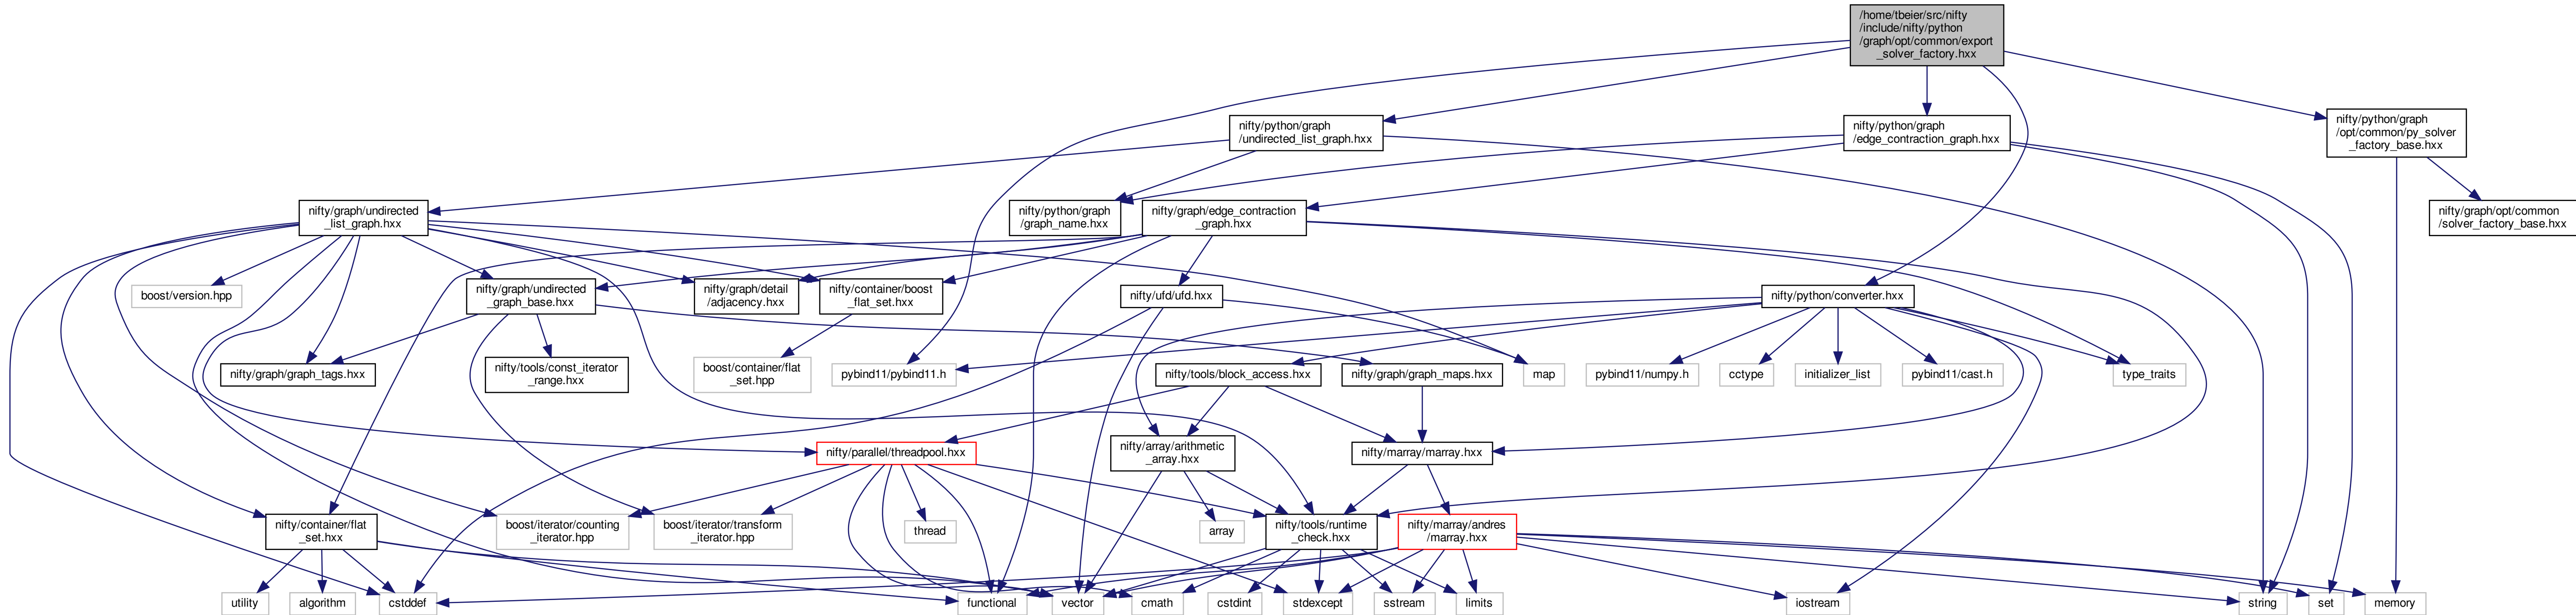 /home/tbeier/src/nifty
/include/nifty/python
/graph/opt/common/export
_solver_factory.hxx
nifty/python/graph
/undirected_list_graph.hxx
nifty/python/graph
/edge_contraction_graph.hxx
nifty/python/graph
/opt/common/py_solver
_factory_base.hxx
nifty/graph/undirected
_list_graph.hxx
nifty/python/graph
/graph_name.hxx
nifty/graph/edge_contraction
_graph.hxx
nifty/graph/opt/common
/solver_factory_base.hxx
boost/version.hpp
nifty/graph/undirected
_graph_base.hxx
nifty/graph/detail
/adjacency.hxx
nifty/container/boost
_flat_set.hxx
nifty/ufd/ufd.hxx
nifty/python/converter.hxx
nifty/graph/graph_tags.hxx
nifty/tools/const_iterator
_range.hxx
boost/container/flat
_set.hpp
pybind11/pybind11.h
nifty/tools/block_access.hxx
nifty/graph/graph_maps.hxx
map
pybind11/numpy.h
cctype
initializer_list
pybind11/cast.h
type_traits
nifty/parallel/threadpool.hxx
nifty/array/arithmetic
_array.hxx
nifty/marray/marray.hxx
nifty/container/flat
_set.hxx
boost/iterator/counting
_iterator.hpp
boost/iterator/transform
_iterator.hpp
thread
array
nifty/tools/runtime
_check.hxx
nifty/marray/andres
/marray.hxx
utility
algorithm
cstddef
functional
vector
cmath
cstdint
stdexcept
sstream
limits
iostream
string
set
memory